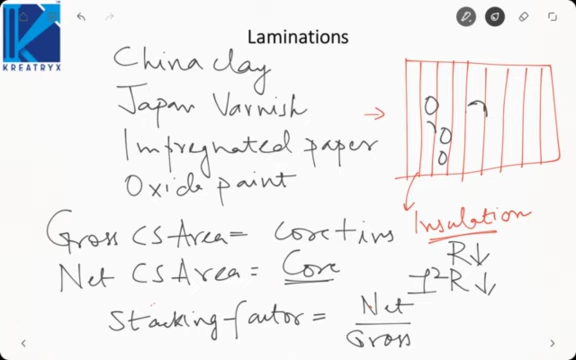 KREATRYX
Laminations
China clay
Japan Varnish
Impregnated paper
Oxide paint
Insulation
Gross CS Area = core + ins
R↓
Net CS Area = Core
I²R↓
Stacking-factor = Net
Gross